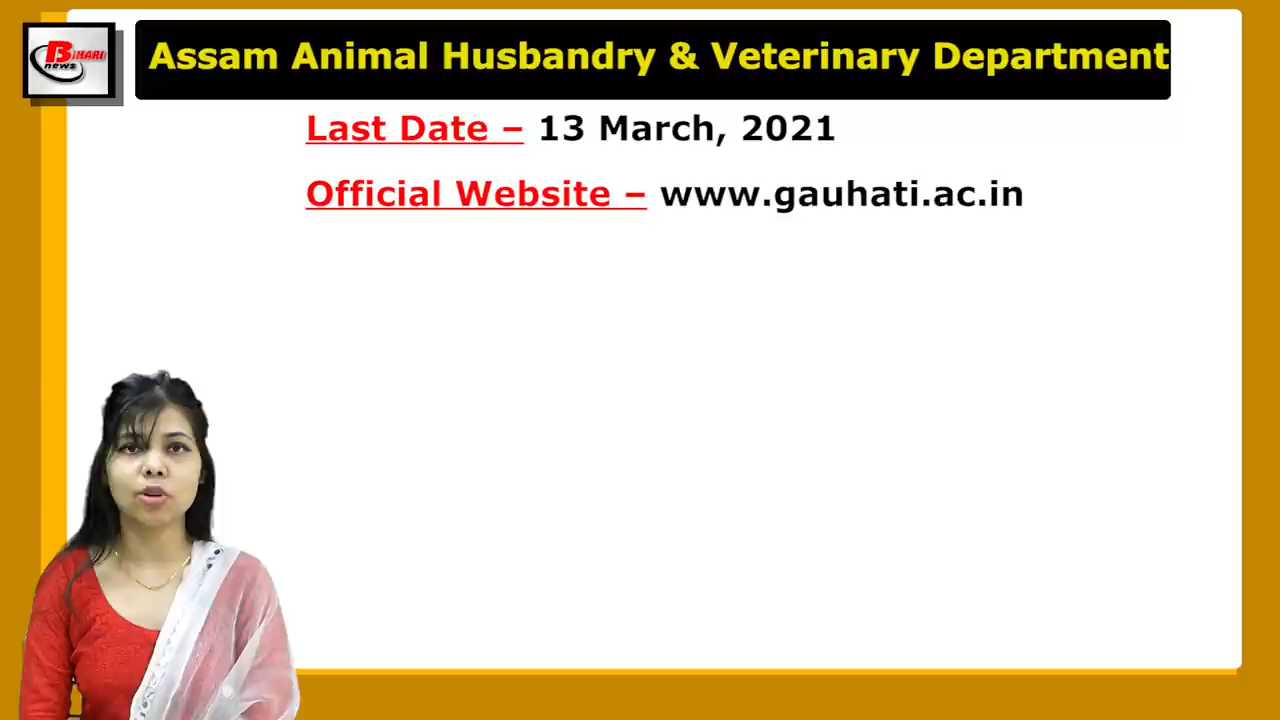 BIHARI
news
Assam Animal Husbandry & Veterinary Department
Last Date – 13 March, 2021
Official Website – www.gauhati.ac.in